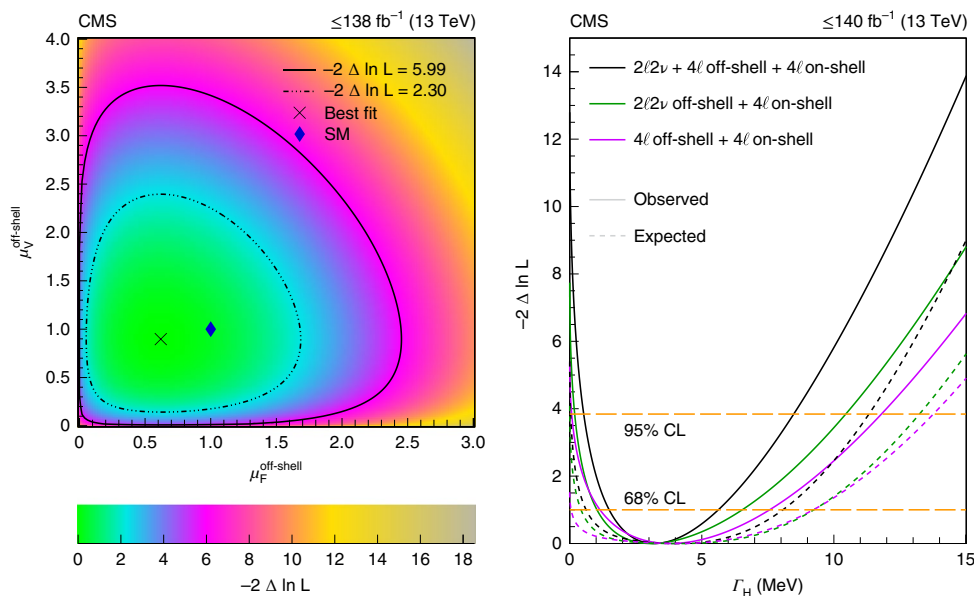 CMS
≤138 fb⁻¹ (13 TeV)
4.0
3.5
3.0
2.5
2.0
1.5
1.0
0.5
0
μ_V^off-shell
−2 Δ ln L = 5.99
−2 Δ ln L = 2.30
Best fit
SM
0
0.5
1.0
1.5
2.0
2.5
3.0
μ_F^off-shell
0 2 4 6 8 10 12 14 16 18
−2 Δ ln L
CMS
≤140 fb⁻¹ (13 TeV)
14
12
10
8
6
4
2
0
−2 Δ ln L
2ℓ2ν + 4ℓ off-shell + 4ℓ on-shell
2ℓ2ν off-shell + 4ℓ on-shell
4ℓ off-shell + 4ℓ on-shell
Observed
Expected
95% CL
68% CL
0 5 10 15
Γ_H (MeV)